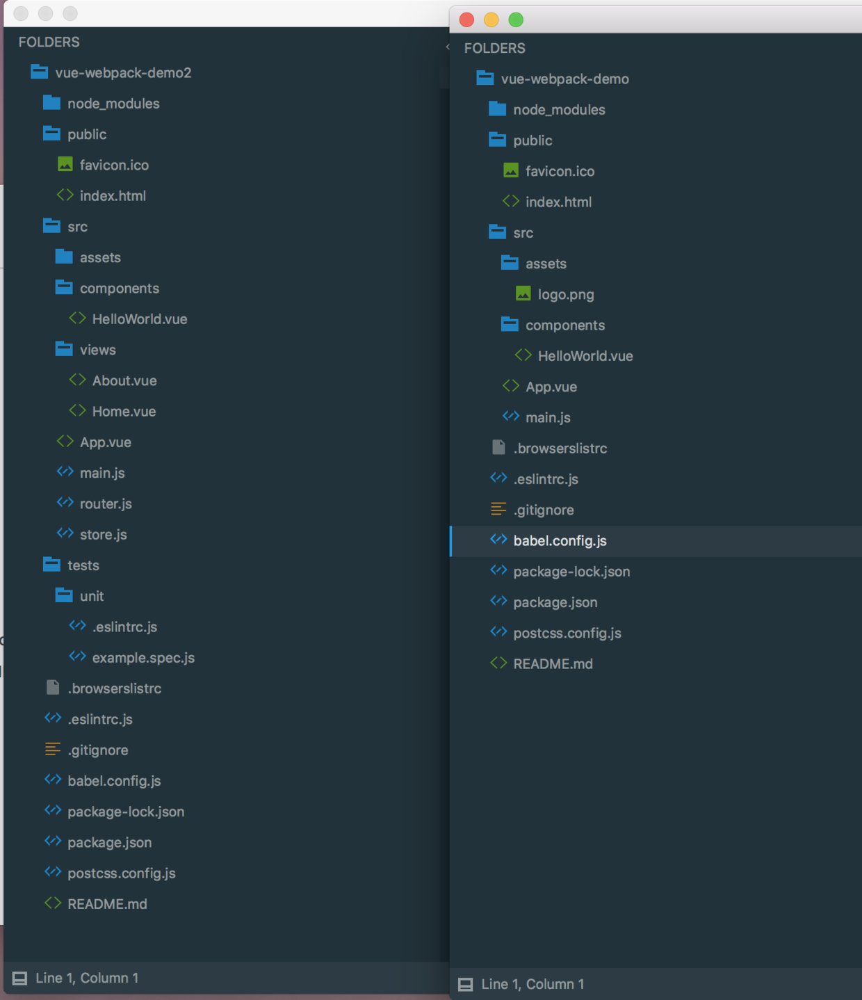 FOLDERS
vue-webpack-demo2
node_modules
public
favicon.ico
index.html
src
assets
components
HelloWorld.vue
views
About.vue
Home.vue
App.vue
main.js
router.js
store.js
tests
unit
.eslintrc.js
example.spec.js
.browserslistrc
.eslintrc.js
.gitignore
babel.config.js
package-lock.json
package.json
postcss.config.js
README.md
Line 1, Column 1
FOLDERS
vue-webpack-demo
node_modules
public
favicon.ico
index.html
src
assets
logo.png
components
HelloWorld.vue
App.vue
main.js
.browserslistrc
.eslintrc.js
.gitignore
babel.config.js
package-lock.json
package.json
postcss.config.js
README.md
Line 1, Column 1